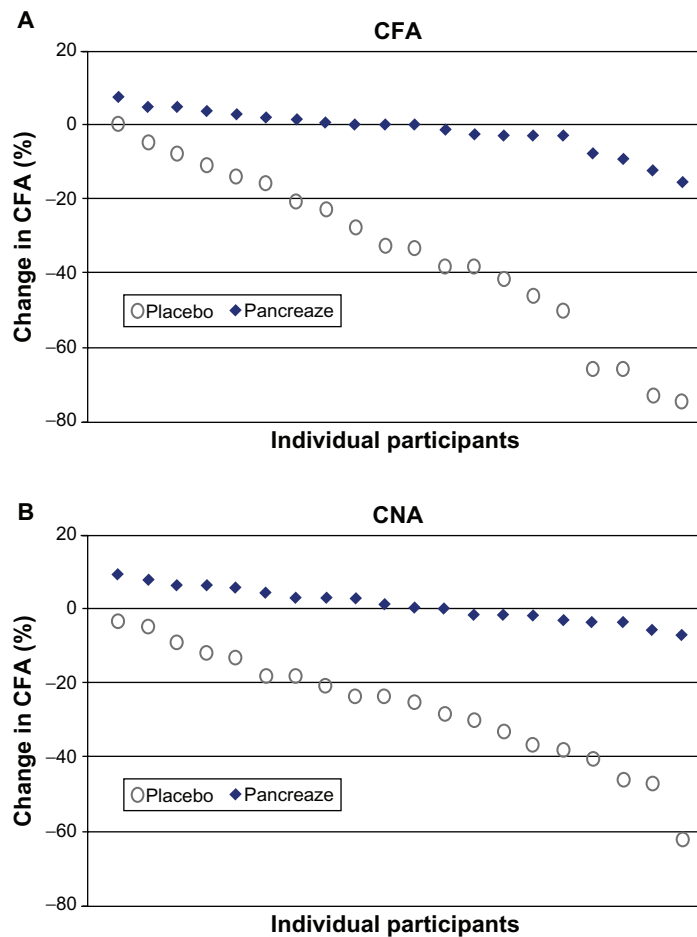 A
CFA
20
0
−20
−40
−60
−80
Change in CFA (%)
Placebo Pancreaze
Individual participants
B
CNA
20
0
−20
−40
−60
−80
Change in CFA (%)
Placebo Pancreaze
Individual participants